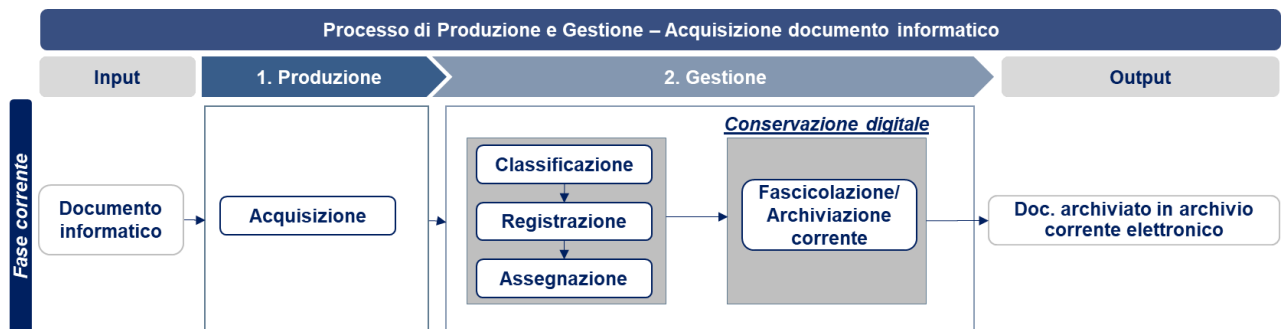 Processo di Produzione e Gestione – Acquisizione documento informatico
Input
1. Produzione
2. Gestione
Output
Fase corrente
Documento
informatico
Acquisizione
Classificazione
Registrazione
Assegnazione
Conservazione digitale
Fascicolazione/
Archiviazione
corrente
Doc. archiviato in archivio
corrente elettronico